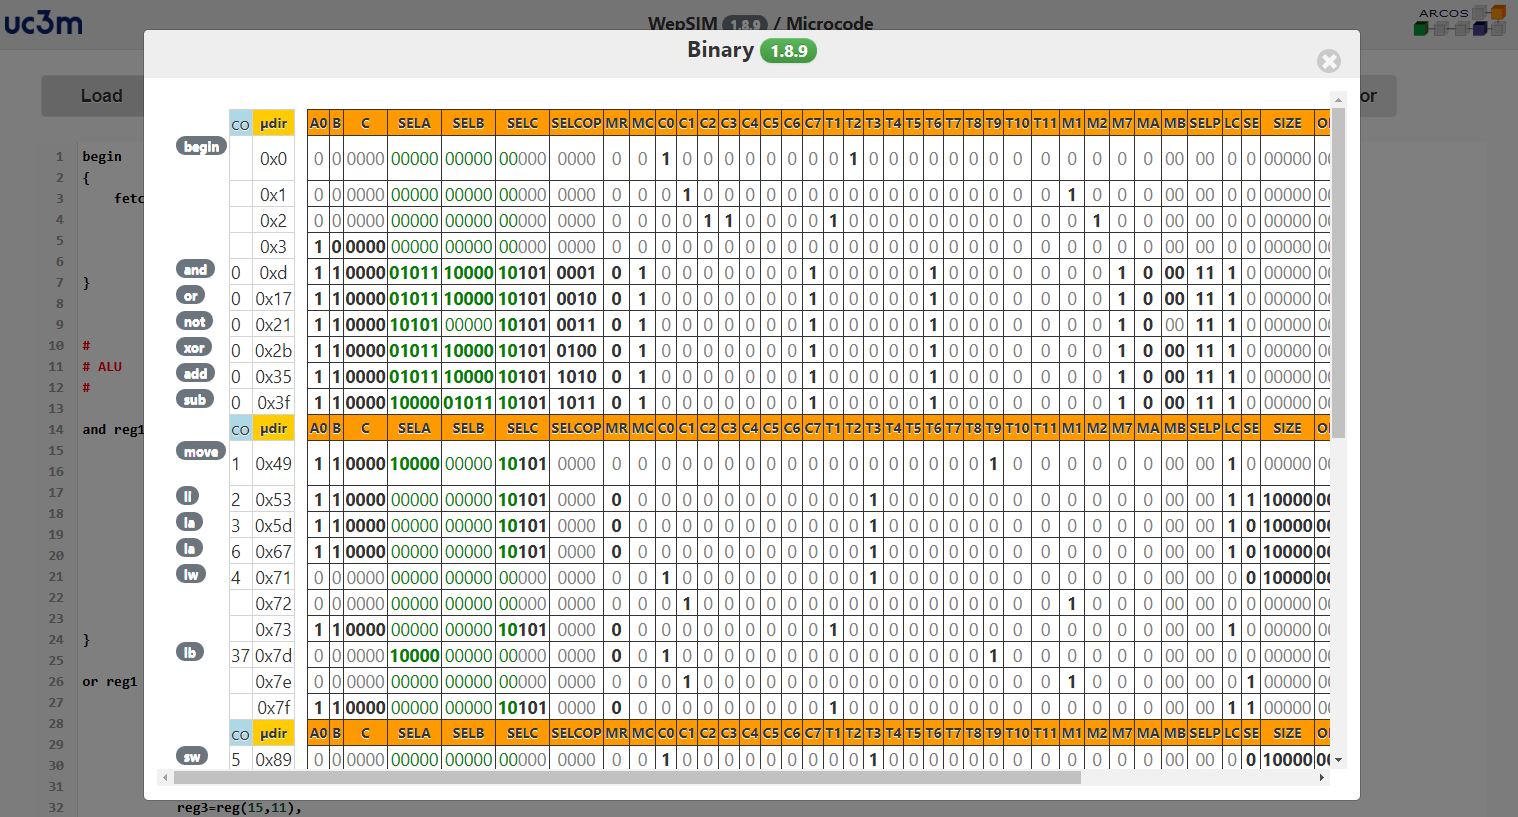 uc3m
WepSIM 1.8.9 / Microcode
ARCOS
Binary 1.8.9
Load
or
CO µdir A0 B C SELA SELB SELC SELCOP MR MC C0 C1 C2 C3 C4 C5 C6 C7 T1 T2 T3 T4 T5 T6 T7 T8 T9 T10 T11 M1 M2 M7 MA MB SELP LC SE SIZE
begin 0x0 0 0 0000 00000 00000 00000 0000 0 0 1 0 0 0 0 0 0 0 0 1 0 0 0 0 0 0 0 0 0 0 0 0 0 00 00 0 0 00000
0x1 0 0 0000 00000 00000 00000 0000 0 0 0 1 0 0 0 0 0 0 0 0 0 0 0 0 0 0 0 0 0 1 0 0 0 00 00 0 0 00000
0x2 0 0 0000 00000 00000 00000 0000 0 0 0 0 1 1 0 0 0 0 1 0 0 0 0 0 0 0 0 0 0 0 1 0 0 00 00 0 0 00000
0x3 1 0 0000 00000 00000 00000 0000 0 0 0 0 0 0 0 0 0 0 0 0 0 0 0 0 0 0 0 0 0 0 0 0 0 00 00 0 0 00000
and 0 0xd 1 1 0000 01011 10000 10101 0001 0 1 0 0 0 0 0 0 0 1 0 0 0 0 0 1 0 0 0 0 0 0 0 1 0 00 11 1 0 00000
or 0 0x17 1 1 0000 01011 10000 10101 0010 0 1 0 0 0 0 0 0 0 1 0 0 0 0 0 1 0 0 0 0 0 0 0 1 0 00 11 1 0 00000
not 0 0x21 1 1 0000 10101 00000 10101 0011 0 1 0 0 0 0 0 0 0 1 0 0 0 0 0 1 0 0 0 0 0 0 0 1 0 00 11 1 0 00000
xor 0 0x2b 1 1 0000 01011 10000 10101 0100 0 1 0 0 0 0 0 0 0 1 0 0 0 0 0 1 0 0 0 0 0 0 0 1 0 00 11 1 0 00000
add 0 0x35 1 1 0000 01011 10000 10101 1010 0 1 0 0 0 0 0 0 0 1 0 0 0 0 0 1 0 0 0 0 0 0 0 1 0 00 11 1 0 00000
sub 0 0x3f 1 1 0000 10000 01011 10101 1011 0 1 0 0 0 0 0 0 0 1 0 0 0 0 0 1 0 0 0 0 0 0 0 1 0 00 11 1 0 00000
CO µdir A0 B C SELA SELB SELC SELCOP MR MC C0 C1 C2 C3 C4 C5 C6 C7 T1 T2 T3 T4 T5 T6 T7 T8 T9 T10 T11 M1 M2 M7 MA MB SELP LC SE SIZE
move 1 0x49 1 1 0000 10000 00000 10101 0000 0 0 0 0 0 0 0 0 0 0 0 0 0 0 0 0 0 0 1 0 0 0 0 0 0 00 00 1 0 00000
li 2 0x53 1 1 0000 00000 00000 10101 0000 0 0 0 0 0 0 0 0 0 0 0 0 1 0 0 0 0 0 0 0 0 0 0 0 0 00 00 1 1 10000
la 3 0x5d 1 1 0000 00000 00000 10101 0000 0 0 0 0 0 0 0 0 0 0 0 0 1 0 0 0 0 0 0 0 0 0 0 0 0 00 00 1 0 10000
la 6 0x67 1 1 0000 00000 00000 10101 0000 0 0 0 0 0 0 0 0 0 0 0 0 1 0 0 0 0 0 0 0 0 0 0 0 0 00 00 1 0 10000
lw 4 0x71 0 0 0000 00000 00000 00000 0000 0 0 1 0 0 0 0 0 0 0 0 0 1 0 0 0 0 0 0 0 0 0 0 0 0 00 00 0 0 10000
0x72 0 0 0000 00000 00000 00000 0000 0 0 0 1 0 0 0 0 0 0 0 0 0 0 0 0 0 0 0 0 0 1 0 0 0 00 00 0 0 00000
0x73 1 1 0000 00000 00000 10101 0000 0 0 0 0 0 0 0 0 0 0 1 0 0 0 0 0 0 0 0 0 0 0 0 0 0 00 00 1 0 00000
lb 37 0x7d 0 0 0000 10000 00000 00000 0000 0 0 1 0 0 0 0 0 0 0 0 0 0 0 0 0 0 0 1 0 0 0 0 0 0 00 00 0 0 00000
0x7e 0 0 0000 00000 00000 00000 0000 0 0 0 1 0 0 0 0 0 0 0 0 0 0 0 0 0 0 0 0 0 1 0 0 0 00 00 0 1 00000
0x7f 1 1 0000 00000 00000 10101 0000 0 0 0 0 0 0 0 0 0 0 1 0 0 0 0 0 0 0 0 0 0 0 0 0 0 00 00 1 1 00000
CO µdir A0 B C SELA SELB SELC SELCOP MR MC C0 C1 C2 C3 C4 C5 C6 C7 T1 T2 T3 T4 T5 T6 T7 T8 T9 T10 T11 M1 M2 M7 MA MB SELP LC SE SIZE
sw 5 0x89 0 0 0000 00000 00000 00000 0000 0 0 1 0 0 0 0 0 0 0 0 0 1 0 0 0 0 0 0 0 0 0 0 0 0 00 00 0 0 10000
1 begin
2 {
3 fetc
4
5
6
7 }
8
9
10 #
11 # ALU
12 #
13
14 and reg1
15
16
17
18
19
20
21
22
23
24 }
25
26 or reg1
27
28
29
30
31
32 reg3=reg(15,11),